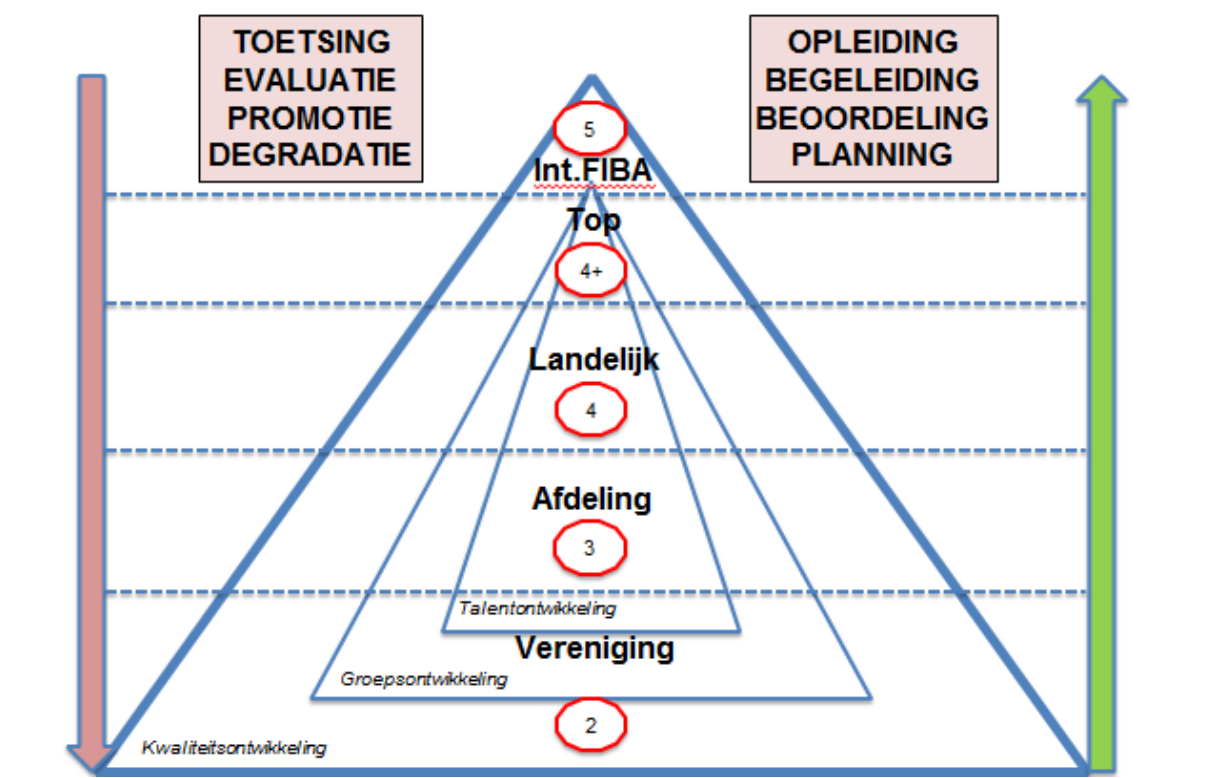 TOETSING
EVALUATIE
PROMOTIE
DEGRADATIE
OPLEIDING
BEGELEIDING
BEOORDELING
PLANNING
5
Int.FIBA
Top
4+
Landelijk
4
Afdeling
3
Talentontwikkeling
Vereniging
Groepsontwikkeling
2
Kwaliteitsontwikkeling